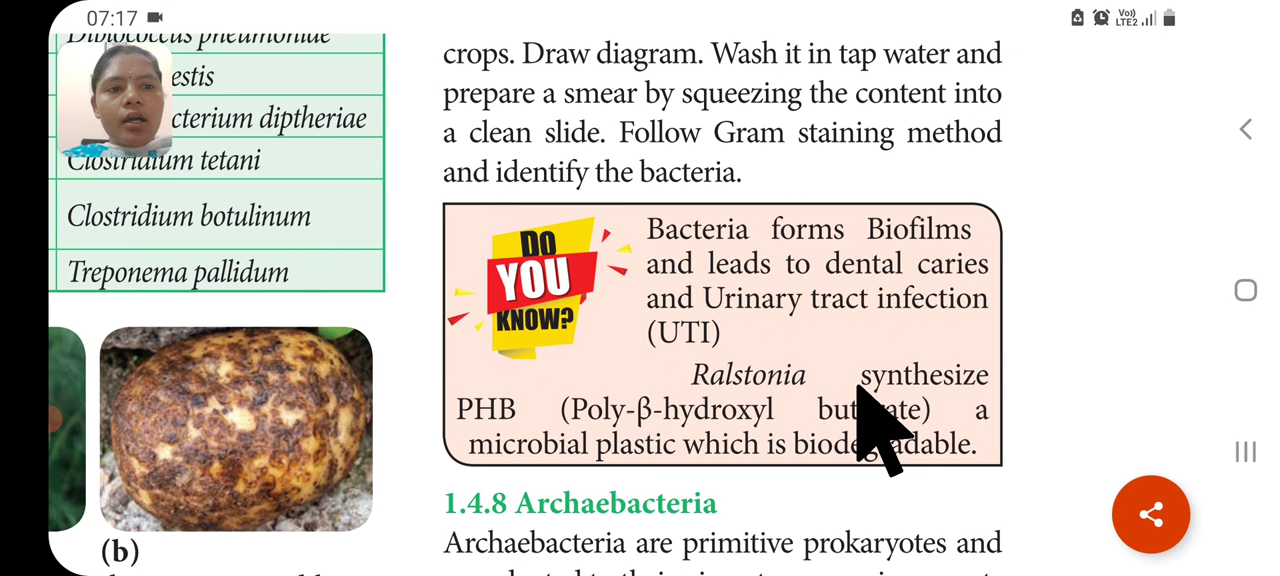 07:17
Vo))
LTE2
Diblococcus pneumoniae
estis
cterium diptheriae
Clostridium tetani
Clostridium botulinum
Treponema pallidum
(b)
crops. Draw diagram. Wash it in tap water and
prepare a smear by squeezing the content into
a clean slide. Follow Gram staining method
and identify the bacteria.
DO
YOU
KNOW?
Bacteria forms Biofilms
and leads to dental caries
and Urinary tract infection
(UTI)
Ralstonia synthesize
PHB (Poly-β-hydroxyl a
microbial plastic which is
1.4.8 Archaebacteria
Archaebacteria are primitive prokaryotes and